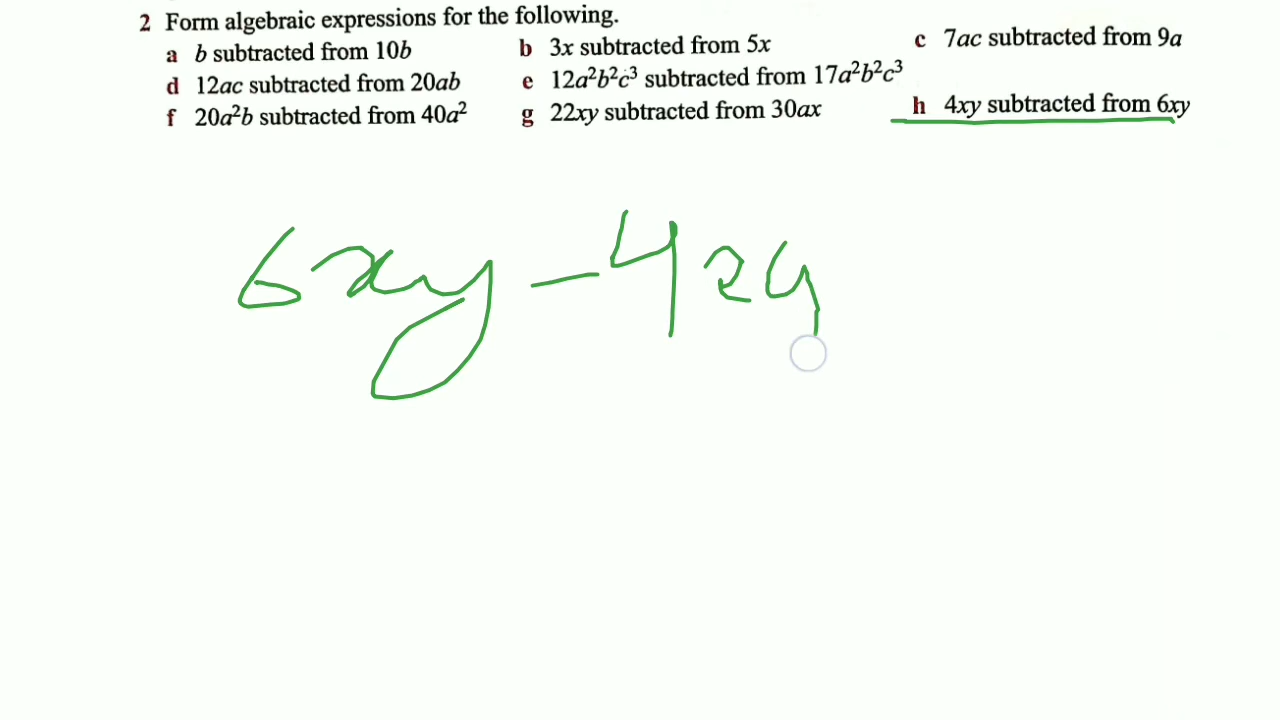 2 Form algebraic expressions for the following.
a b subtracted from 10b b 3x subtracted from 5x c 7ac subtracted from 9a
d 12ac subtracted from 20ab e 12a²b²c³ subtracted from 17a²b²c³
f 20a²b subtracted from 40a² g 22xy subtracted from 30ax h 4xy subtracted from 6xy
6xy - 4xy